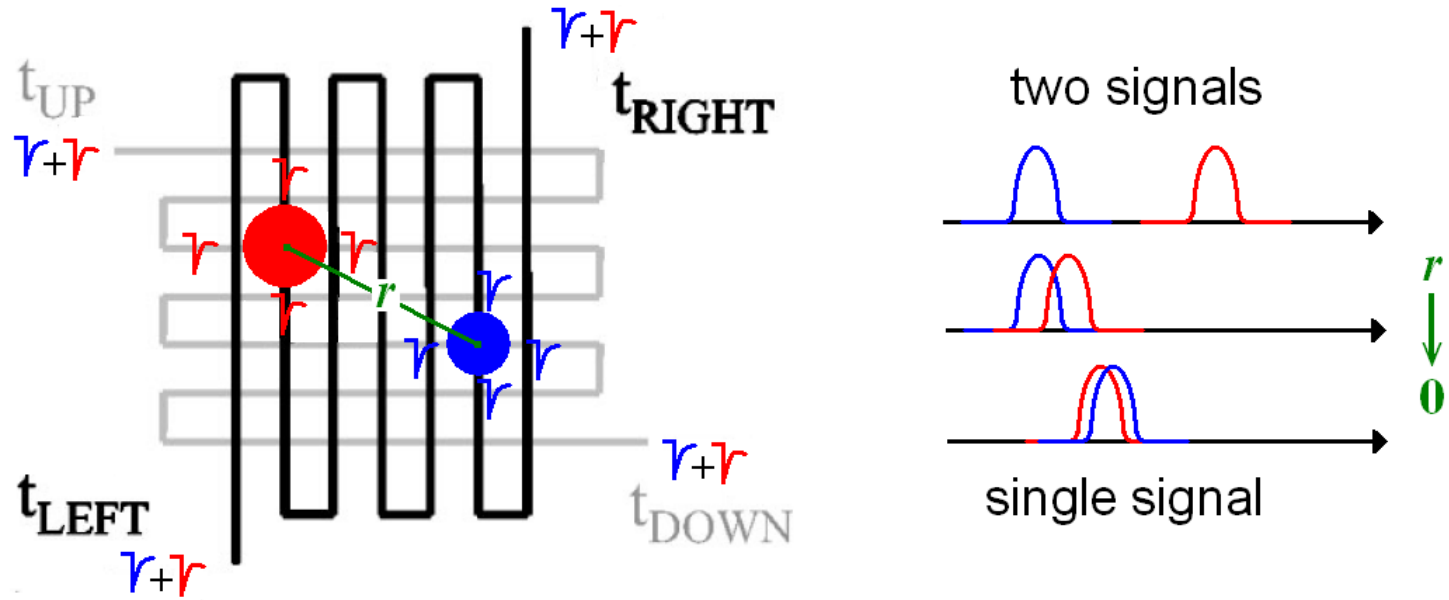 tUP
+
+
tRIGHT
r
tLEFT
+
tDOWN
+
two signals
r
0
single signal